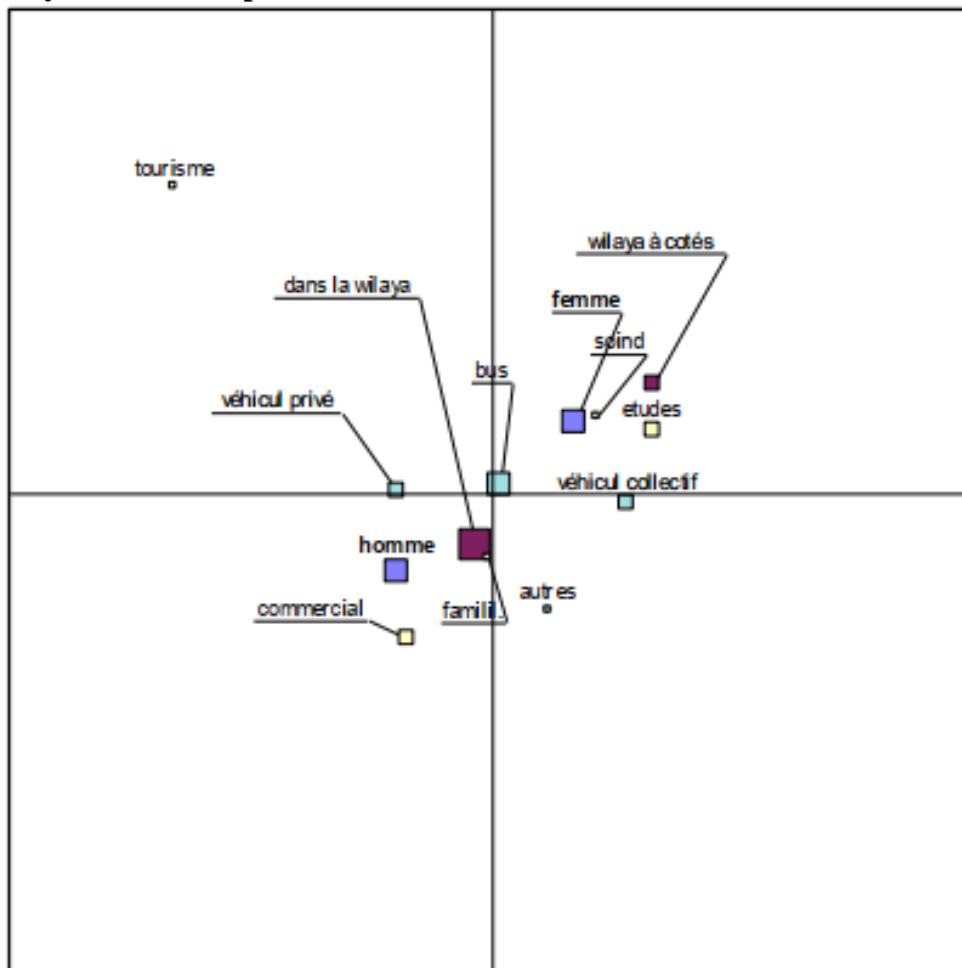 tourisme
wilaya à cotés
dans la wilaya
femme
soind
bus
véhicul privé
etudes
véhicul collectif
homme
autres
commercial
famili.